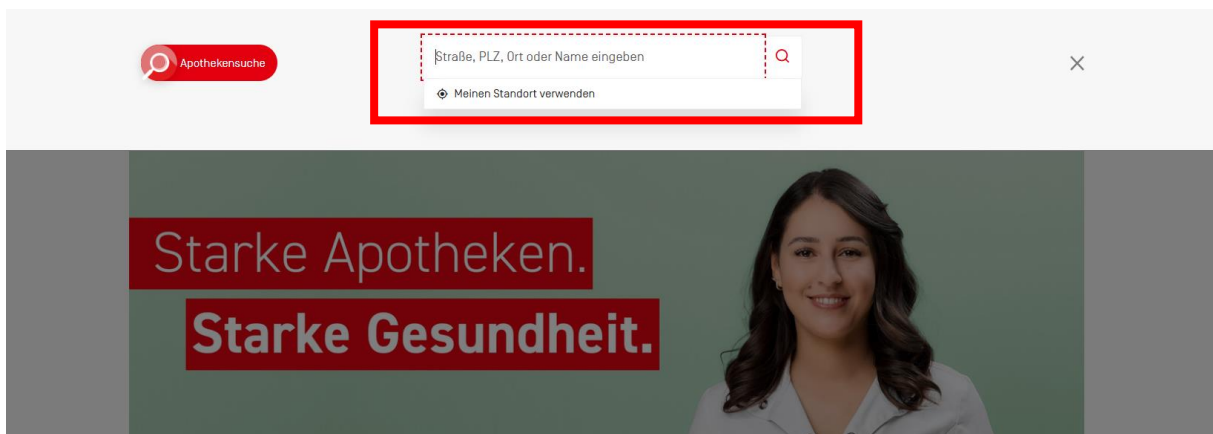 Apothekensuche
Straße, PLZ, Ort oder Name eingeben
Meinen Standort verwenden
Starke Apotheken.
Starke Gesundheit.